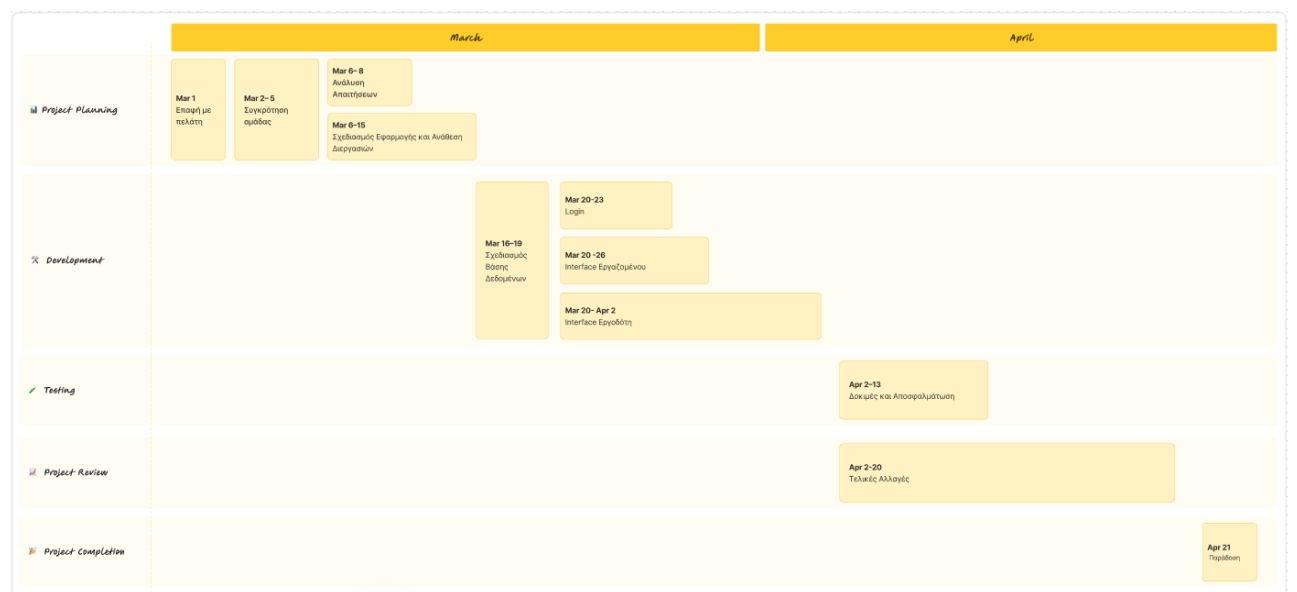 March
April
Project Planning
Mar 1
Επαφή με
πελάτη
Mar 2– 5
Συγκρότηση
ομάδας
Mar 6– 8
Ανάλυση
Απαιτήσεων
Mar 6–15
Σχεδιασμός Εφαρμογής και Ανάθεση
Διεργασιών
Development
Mar 16–19
Σχεδιασμός
Βάσης
Δεδομένων
Mar 20-23
Login
Mar 20 -26
Interface Εργαζομένου
Mar 20- Apr 2
Interface Εργοδότη
Testing
Apr 2–13
Δοκιμές και Αποσφαλμάτωση
Project Review
Apr 2-20
Τελικές Αλλαγές
Project Completion
Apr 21
Παράδοση